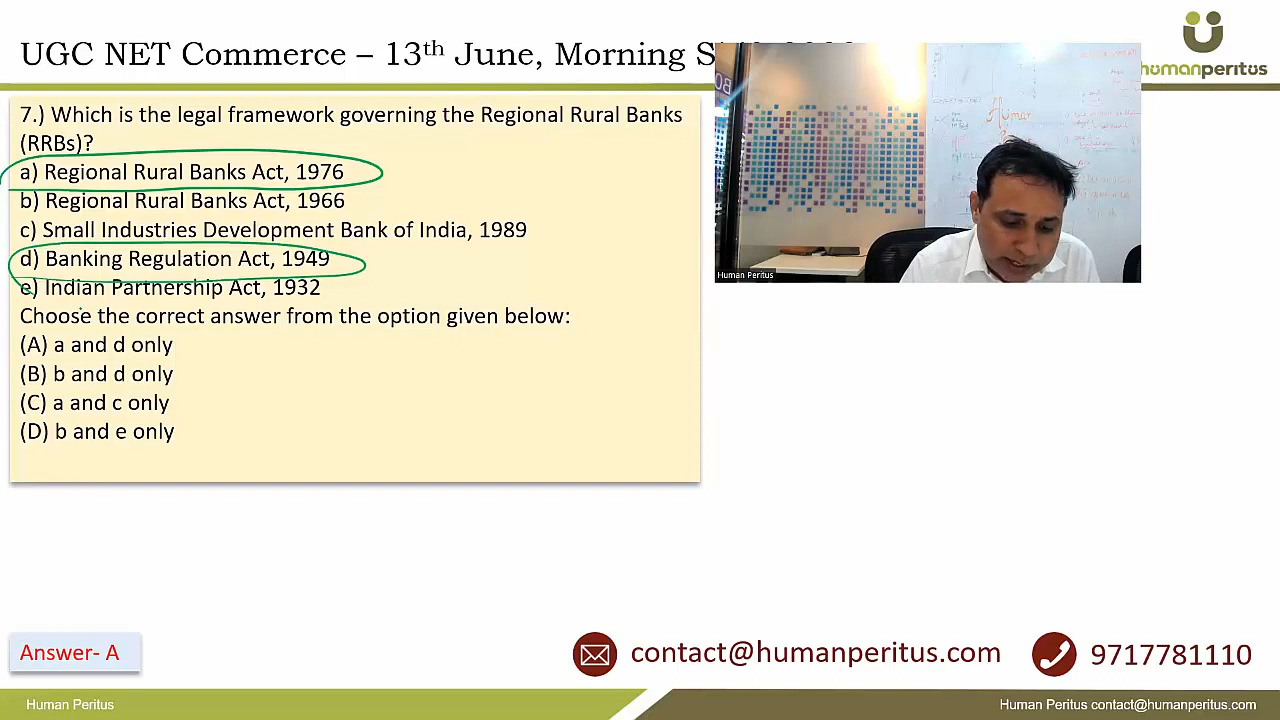 UGC NET Commerce – 13th June, Morning S
humanperitus
7.) Which is the legal framework governing the Regional Rural Banks
(RRBs)?
a) Regional Rural Banks Act, 1976
b) Regional Rural Banks Act, 1966
c) Small Industries Development Bank of India, 1989
d) Banking Regulation Act, 1949
e) Indian Partnership Act, 1932
Choose the correct answer from the option given below:
(A) a and d only
(B) b and d only
(C) a and c only
(D) b and e only
Human Peritus
Answer- A
contact@humanperitus.com
9717781110
Human Peritus
Human Peritus contact@humanperitus.com